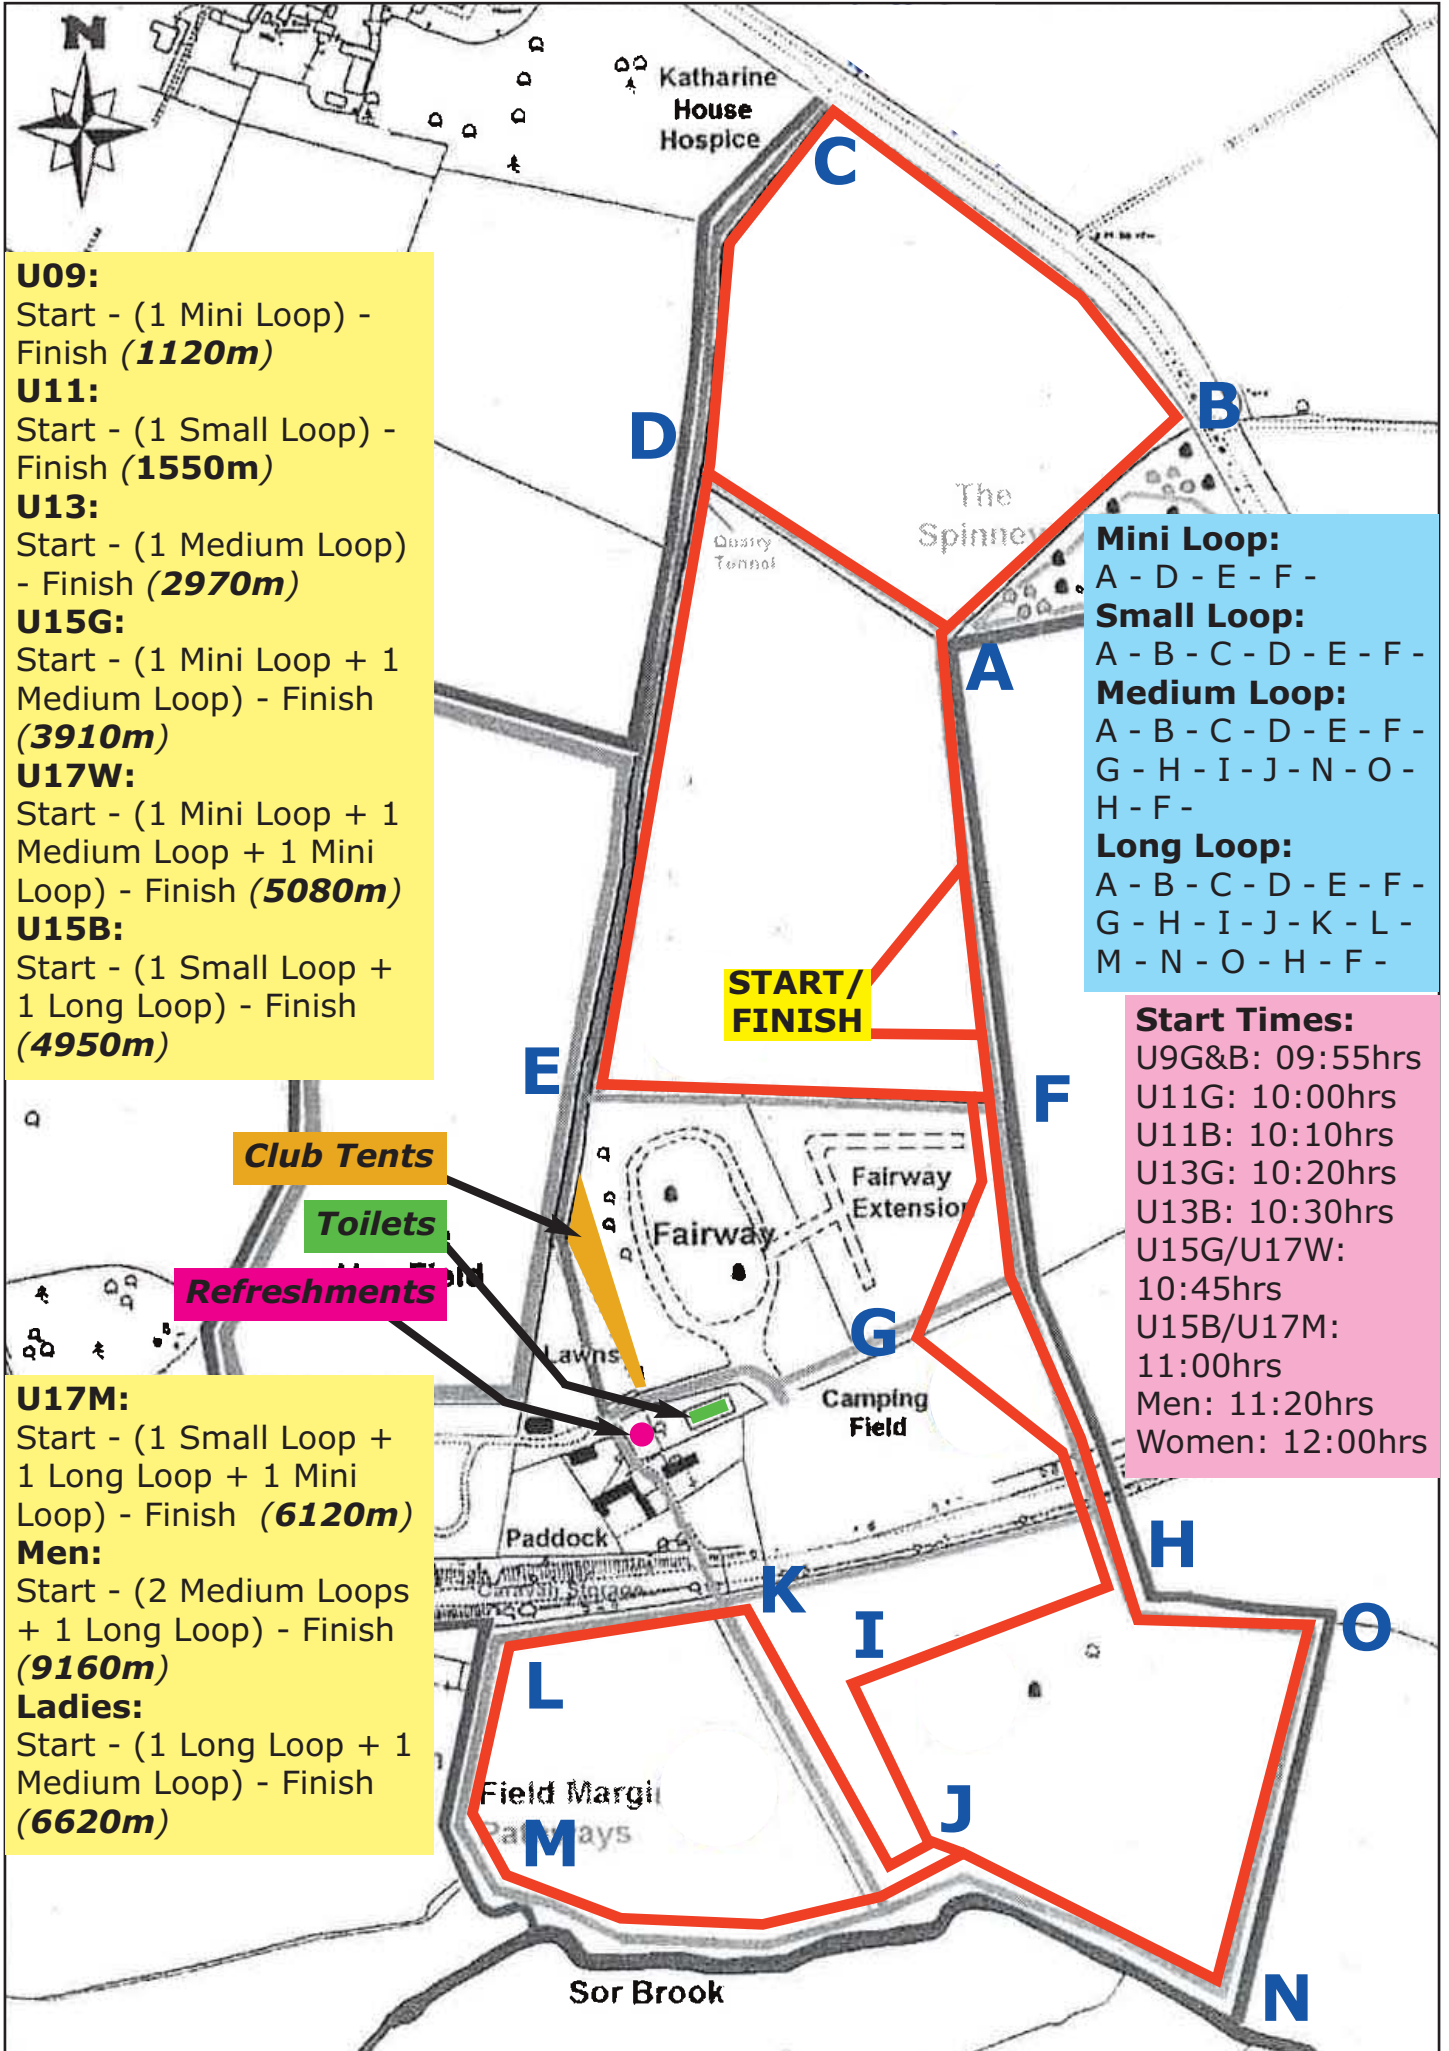 N
Katharine
House
Hospice
C
U09:
Start - (1 Mini Loop) -
Finish (1120m)
U11:
Start - (1 Small Loop) -
Finish (1550m)
U13:
Start - (1 Medium Loop)
- Finish (2970m)
U15G:
Start - (1 Mini Loop + 1
Medium Loop) - Finish
(3910m)
U17W:
Start - (1 Mini Loop + 1
Medium Loop + 1 Mini
Loop) - Finish (5080m)
U15B:
Start - (1 Small Loop +
1 Long Loop) - Finish
(4950m)
B
D
The
Spinney
Quarry
Tunnel
A
Mini Loop:
A - D - E - F -
Small Loop:
A - B - C - D - E - F -
Medium Loop:
A - B - C - D - E - F -
G - H - I - J - N - O -
H - F -
Long Loop:
A - B - C - D - E - F -
G - H - I - J - K - L -
M - N - O - H - F -
START/
FINISH
Start Times:
U9G&B: 09:55hrs
U11G: 10:00hrs
U11B: 10:10hrs
U13G: 10:20hrs
U13B: 10:30hrs
U15G/U17W:
10:45hrs
U15B/U17M:
11:00hrs
Men: 11:20hrs
Women: 12:00hrs
E
F
Club Tents
Toilets
Refreshments
Fairway
Fairway
Extension
G
Lawns
Camping
Field
U17M:
Start - (1 Small Loop +
1 Long Loop + 1 Mini
Loop) - Finish (6120m)
Men:
Start - (2 Medium Loops
+ 1 Long Loop) - Finish
(9160m)
Ladies:
Start - (1 Long Loop + 1
Medium Loop) - Finish
(6620m)
Paddock
Caravan Storage
H
K
I
O
L
J
Field Margi
Pathways
M
N
Sor Brook